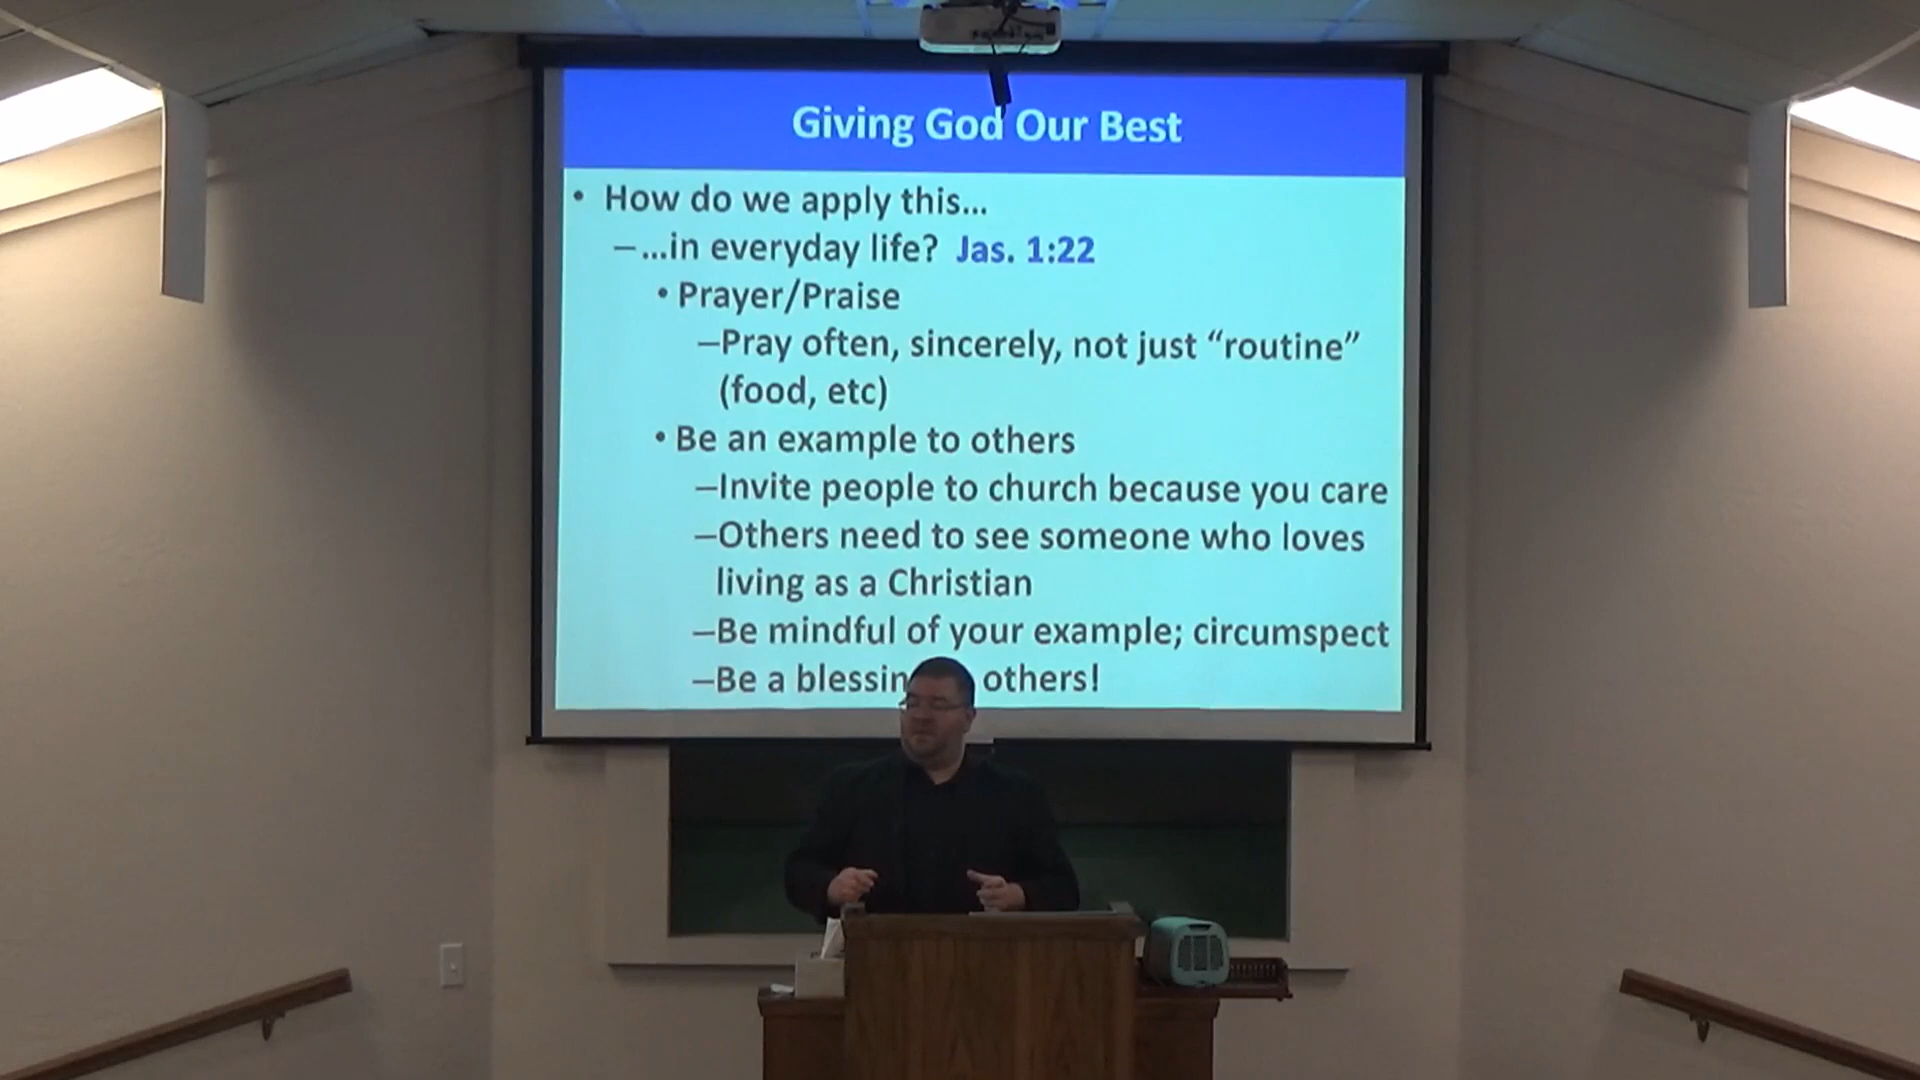 Giving God Our Best
• How do we apply this...
–...in everyday life? Jas. 1:22
• Prayer/Praise
–Pray often, sincerely, not just “routine”
(food, etc)
• Be an example to others
–Invite people to church because you care
–Others need to see someone who loves
living as a Christian
–Be mindful of your example; circumspect
–Be a blessin others!